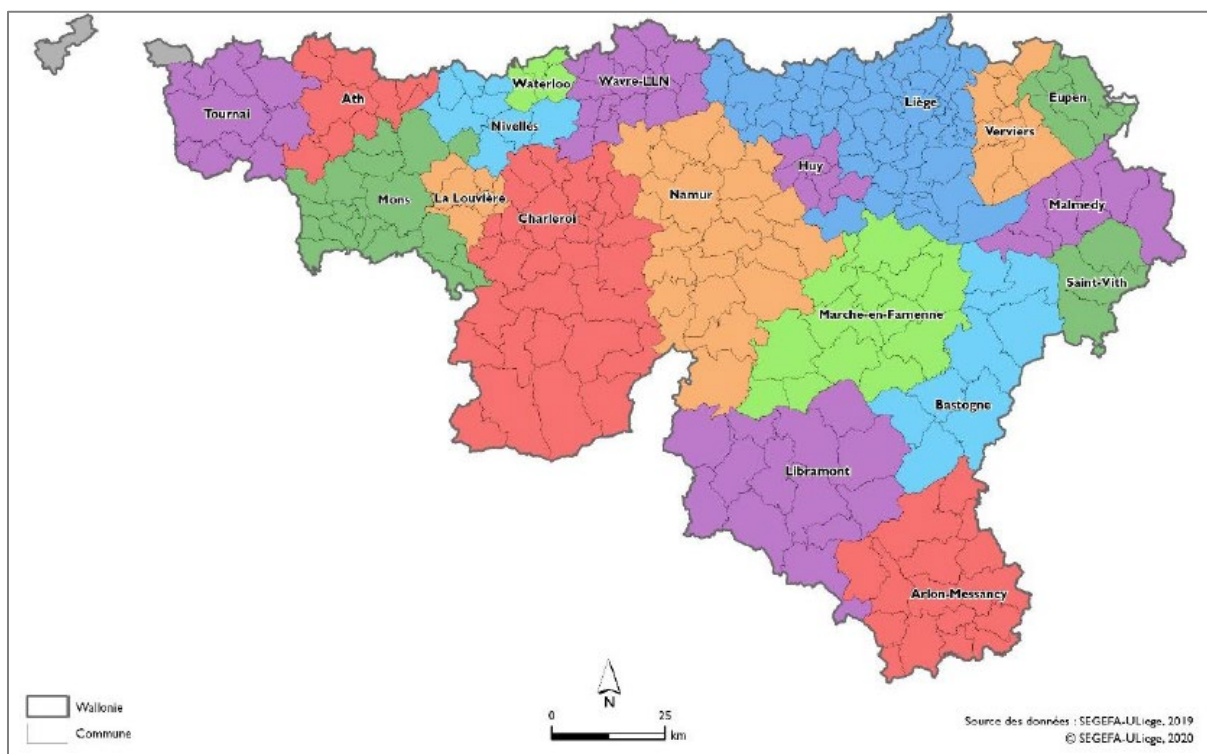 Waterloo
Wavre-LLN
Ath
Liège
Eupen
Tournai
Nivelles
Verviers
Huy
Mons
La Louvière
Namur
Malmedy
Charleroi
Saint-Vith
Marche-en-Famenne
Bastogne
Libramont
Arlon-Messancy
N
Wallonie
Commune
0 25
km
Source des données : SEGEFA-ULiege, 2019
© SEGEFA-ULiege, 2020